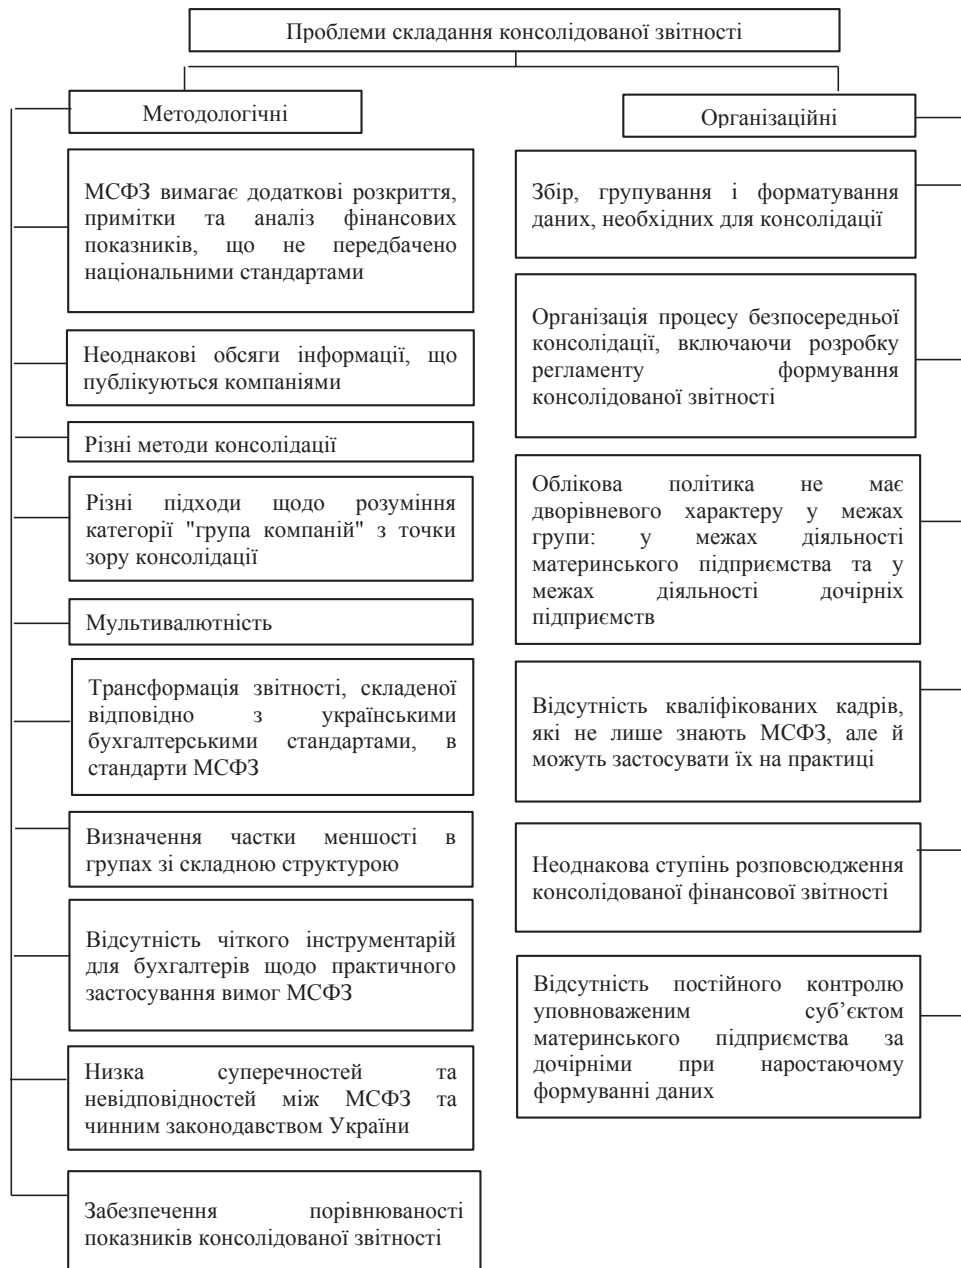 Проблеми складання консолідованої звітності
Методологічні
МСФЗ вимагає додаткові розкриття,
примітки та аналіз фінансових
показників, що не передбачено
національними стандартами
Неоднакові обсяги інформації, що
публікуються компаніями
Різні методи консолідації
Різні підходи щодо розуміння
категорії "група компаній" з точки
зору консолідації
Мультивалютність
Трансформація звітності, складеної
відповідно з українськими
бухгалтерськими стандартами, в
стандарти МСФЗ
Визначення частки меншості в
групах зі складною структурою
Відсутність чіткого інструментарій
для бухгалтерів щодо практичного
застосування вимог МСФЗ
Низка суперечностей та
невідповідностей між МСФЗ та
чинним законодавством України
Забезпечення порівнюваності
показників консолідованої звітності
Організаційні
Збір, групування і форматування
даних, необхідних для консолідації
Організація процесу безпосередньої
консолідації, включаючи розробку
регламенту формування
консолідованої звітності
Облікова політика не має
дворівневого характеру у межах
групи: у межах діяльності
материнського підприємства та у
межах діяльності дочірніх
підприємств
Відсутність кваліфікованих кадрів,
які не лише знають МСФЗ, але й
можуть застосувати їх на практиці
Неоднакова ступінь розповсюдження
консолідованої фінансової звітності
Відсутність постійного контролю
уповноваженим суб’єктом
материнського підприємства за
дочірніми при наростаючому
формуванні даних